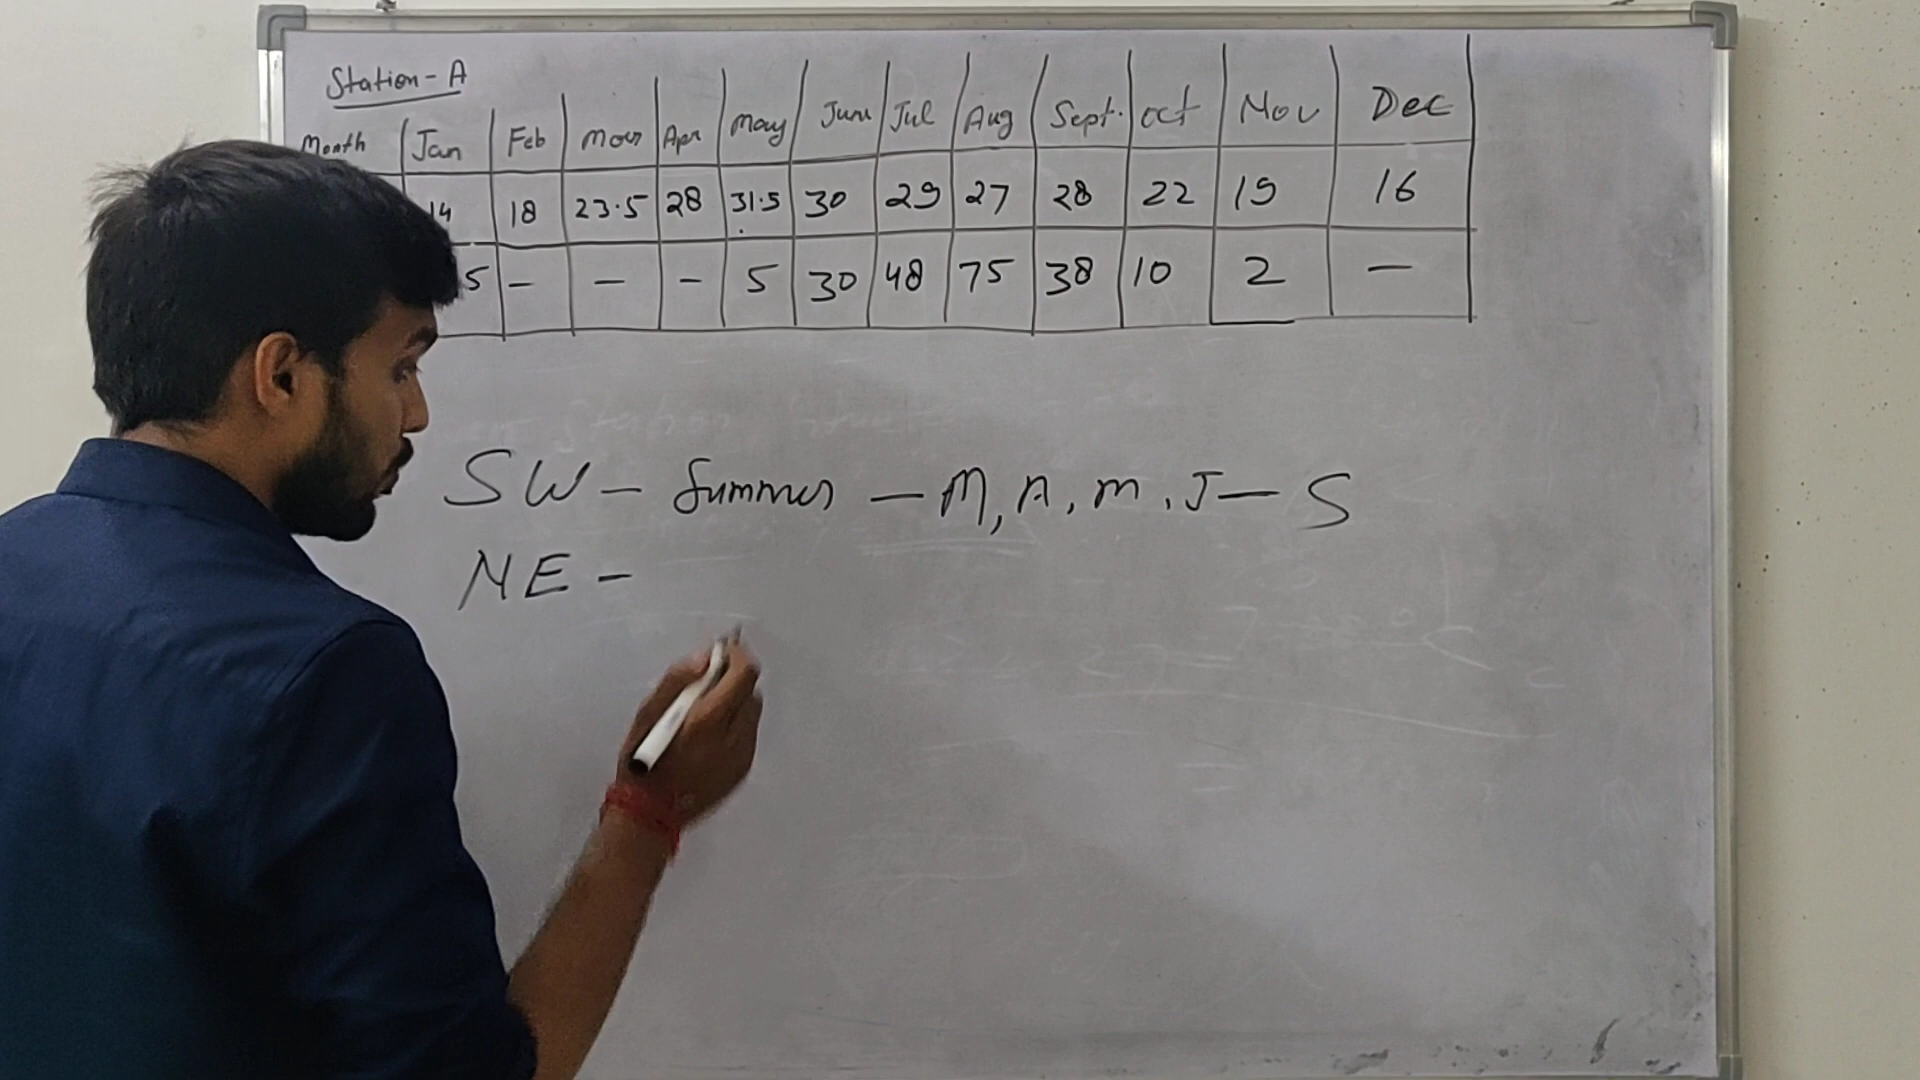 Station - A
Month Jan Feb Mar Apr May June Jul Aug Sept. Oct Nov Dec
14 18 23.5 28 31.5 30 29 27 28 22 19 16
5 - - - 5 30 48 75 38 10 2 -
SW - Summer - M, A, M, J - S
NE -